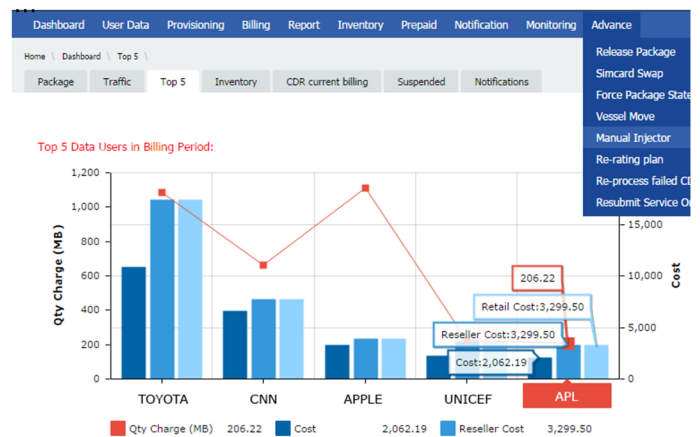 Dashboard User Data Provisioning Billing Report Inventory Prepaid Notification Monitoring Advance
Home \ Dashboard \ Top 5 \
Release Package
Simcard Swap
Force Package State
Vessel Move
Manual Injector
Re-rating plan
Re-process failed
Resubmit Service
Package Traffic Top 5 Inventory CDR current billing Suspended Notifications
Top 5 Data Users in Billing Period:
1,200
1,000
800
600
400
200
0
Qty Charge (MB)
15,000
10,000
5,000
0
Cost
206.22
Retail Cost:3,299.50
Reseller Cost:3,299.50
Cost:2,062.19
TOYOTA CNN APPLE UNICEF APL
Qty Charge (MB) 206.22 Cost 2,062.19 Reseller Cost 3,299.50